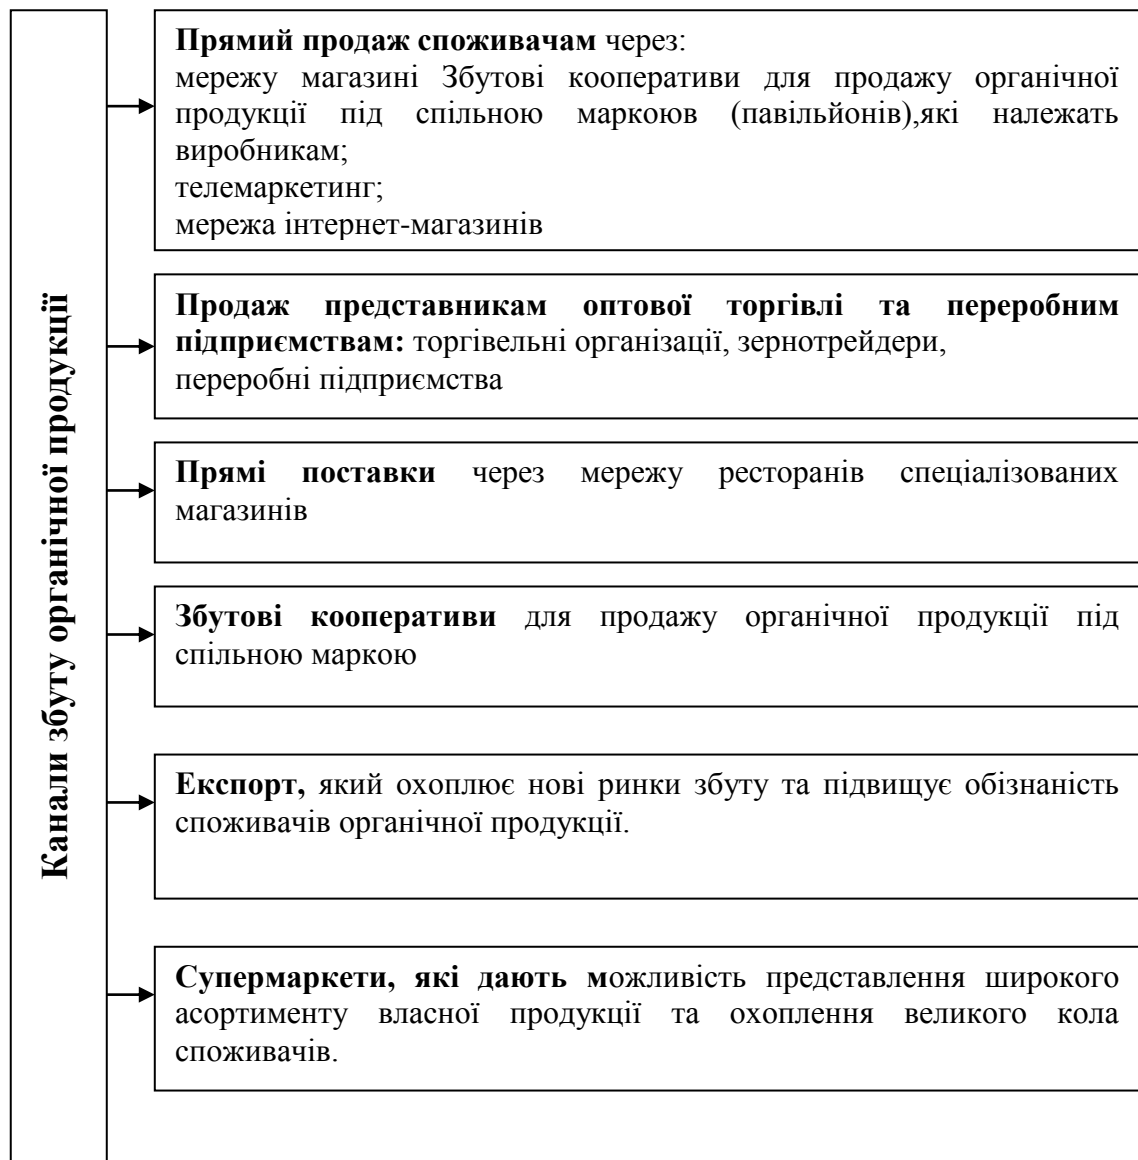 Канали збуту органічної продукції
Прямий продаж споживачам через:
мережу магазині Збутові кооперативи для продажу органічної
продукції під спільною маркоюв (павільйонів),які належать
виробникам;
телемаркетинг;
мережа інтернет-магазинів
Продаж представникам оптової торгівлі та переробним
підприємствам: торгівельні організації, зернотрейдери,
переробні підприємства
Прямі поставки через мережу ресторанів спеціалізованих
магазинів
Збутові кооперативи для продажу органічної продукції під
спільною маркою
Експорт, який охоплює нові ринки збуту та підвищує обізнаність
споживачів органічної продукції.
Супермаркети, які дають можливість представлення широкого
асортименту власної продукції та охоплення великого кола
споживачів.